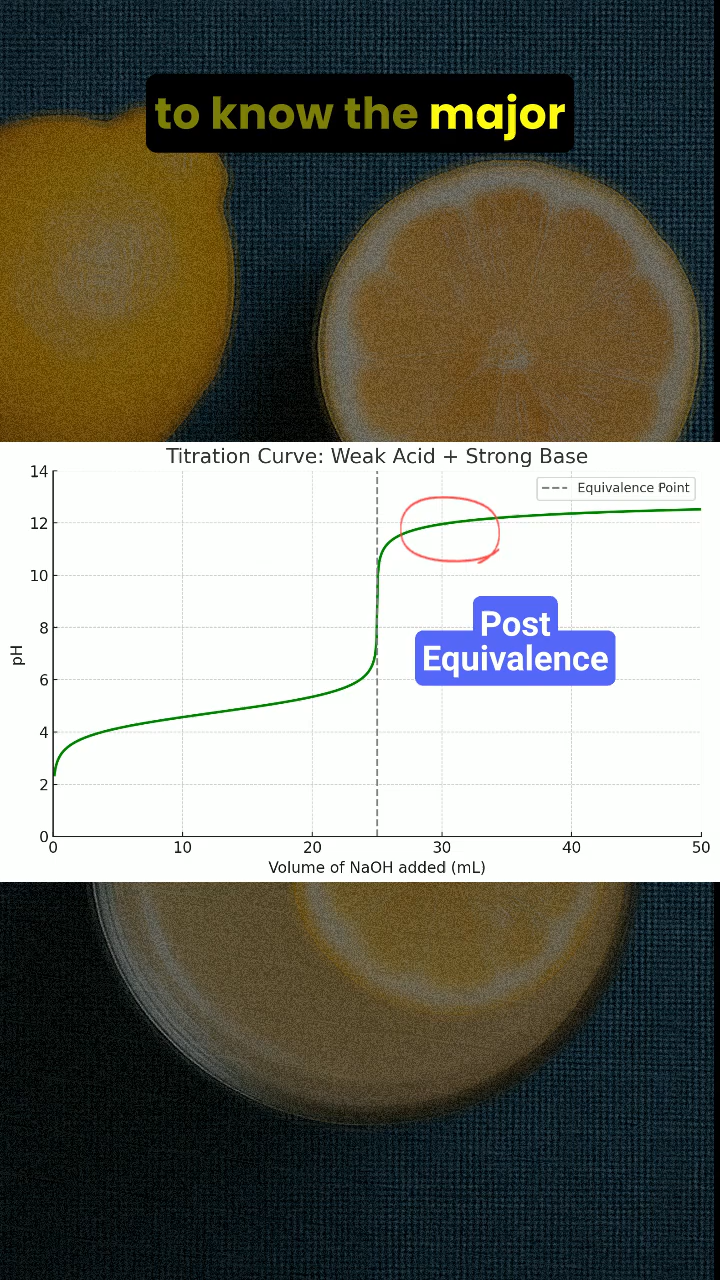 to know the major
Titration Curve: Weak Acid + Strong Base
14
12
10
8
6
4
2
0
pH
Equivalence Point
Post
Equivalence
0 10 20 30 40 50
Volume of NaOH added (mL)